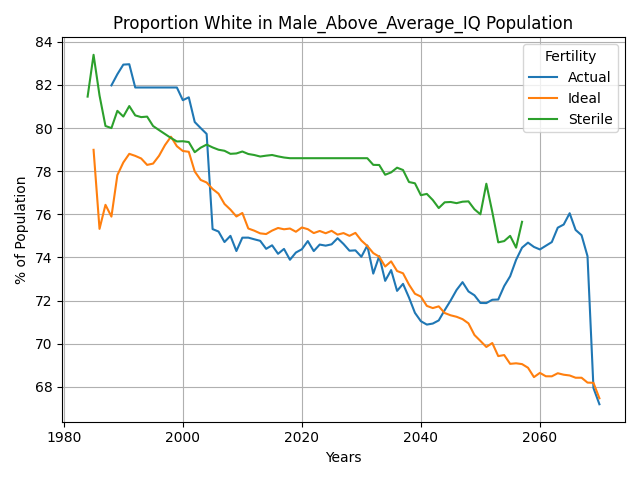 Proportion White in Male_Above_Average_IQ Population
% of Population
84
82
80
78
76
74
72
70
68
1980
2000
2020
2040
2060
Years
Fertility
Actual
Ideal
Sterile